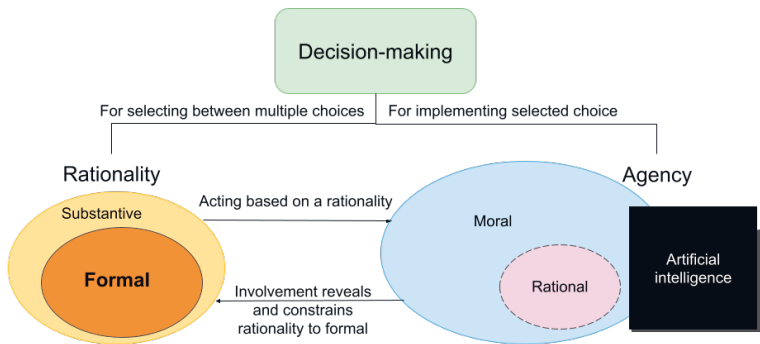 Decision-making
For selecting between multiple choices
For implementing selected choice
Rationality
Agency
Substantive
Acting based on a rationality
Moral
Formal
Artificial
intelligence
Rational
Involvement reveals
and constrains
rationality to formal